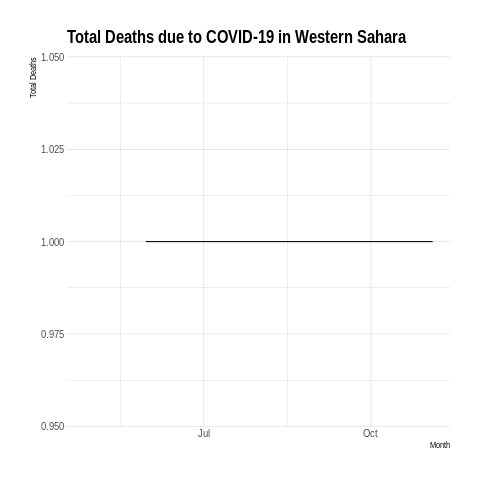 Total Deaths due to COVID-19 in Western Sahara
Total Deaths
1.050
1.025
1.000
0.975
0.950
Jul
Oct
Month